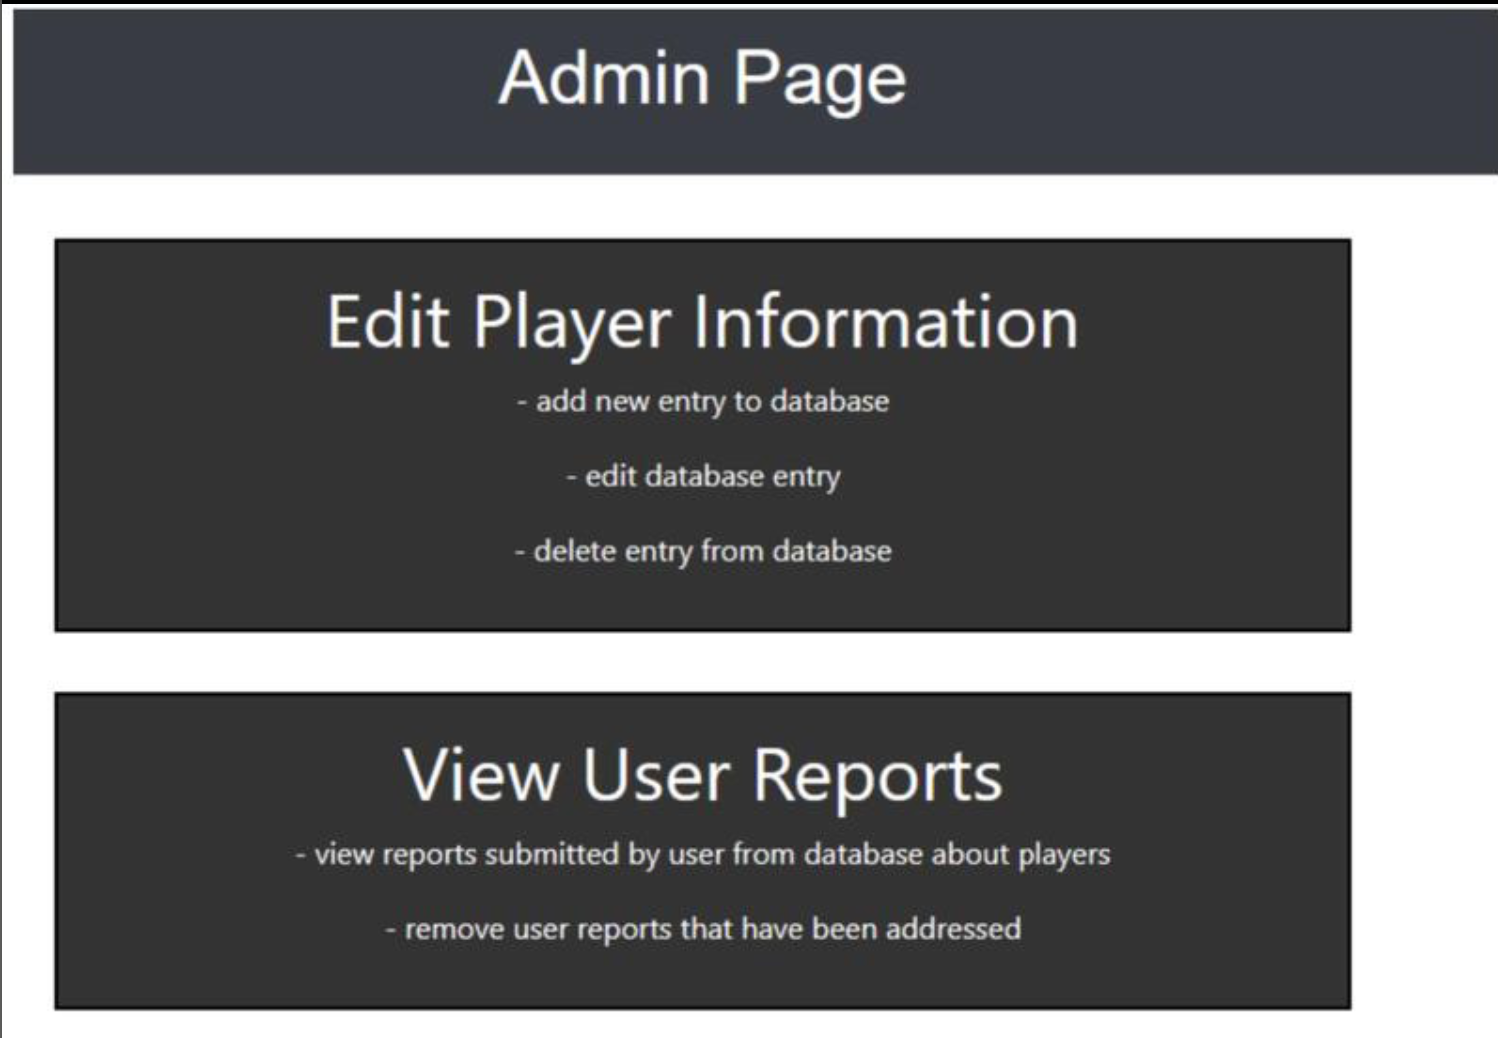 Admin Page
Edit Player Information
- add new entry to database
- edit database entry
- delete entry from database
View User Reports
- view reports submitted by user from database about players
- remove user reports that have been addressed